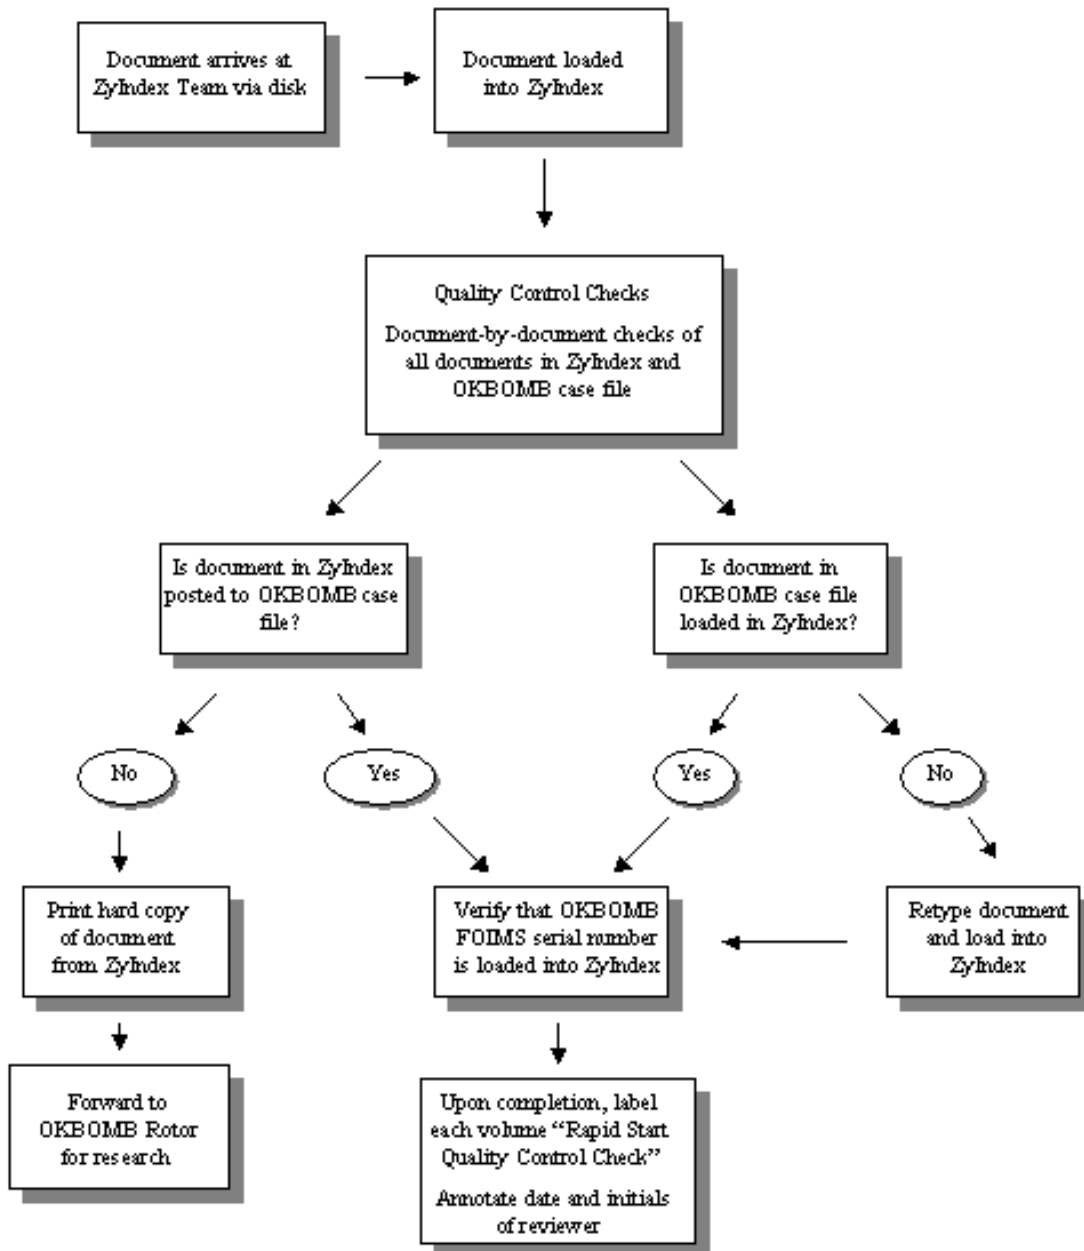 Document arrives at
ZyIndex Team via disk
Document loaded
into ZyIndex
Quality Control Checks
Document-by-document checks of
all documents in ZyIndex and
OKBOMB case file
Is document in ZyIndex
posted to OKBOMB case
file?
Is document in
OKBOMB case file
loaded in ZyIndex?
No
Yes
Yes
No
Print hard copy
of document
from ZyIndex
Verify that OKBOMB
FOIMS serial number
is loaded into ZyIndex
Retype document
and load into
ZyIndex
Forward to
OKBOMB Rotor
for research
Upon completion, label
each volume “Rapid Start
Quality Control Check”
Annotate date and initials
of reviewer